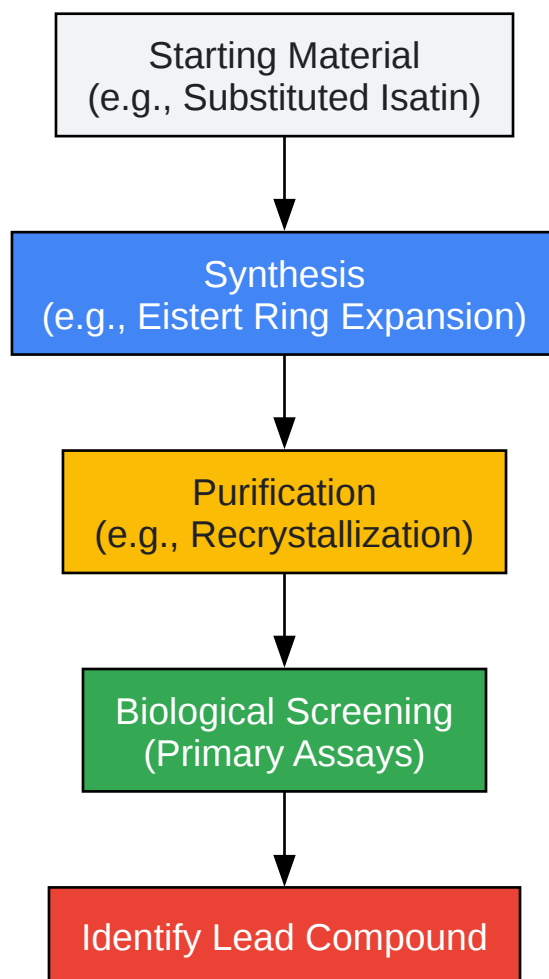 Starting Material
(e.g., Substituted Isatin)
Synthesis
(e.g., Eistert Ring Expansion)
Purification
(e.g., Recrystallization)
Biological Screening
(Primary Assays)
Identify Lead Compound